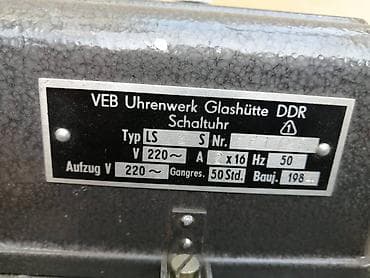 VEB Uhrenwerk Glashütte DDR
Schaltuhr
Typ LS S Nr.
V 220~ A x 16 Hz 50
Aufzug V 220~ Gangres. 50 Std. Bauj. 198